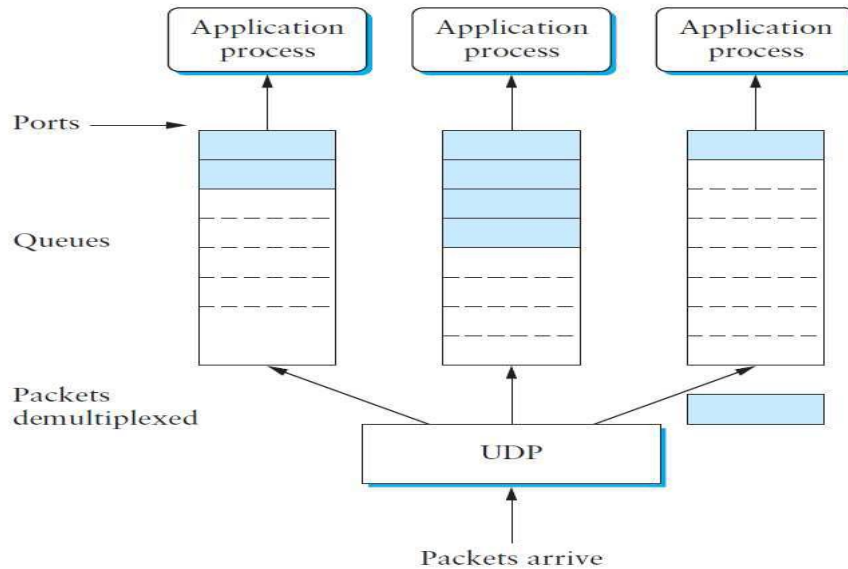 Application
process
Application
process
Application
process
Ports
Queues
Packets
demultiplexed
UDP
Packets arrive